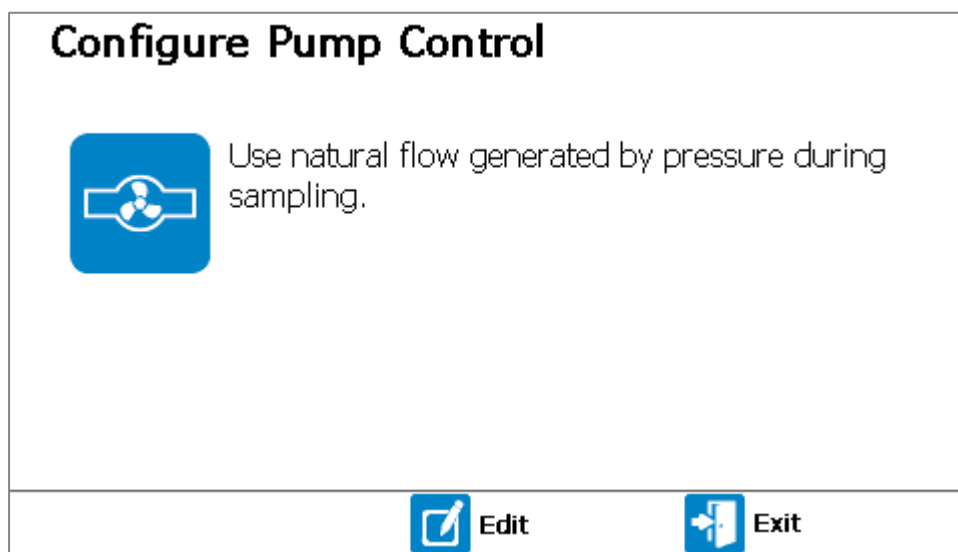 Configure Pump Control
Use natural flow generated by pressure during
sampling.
Edit
Exit